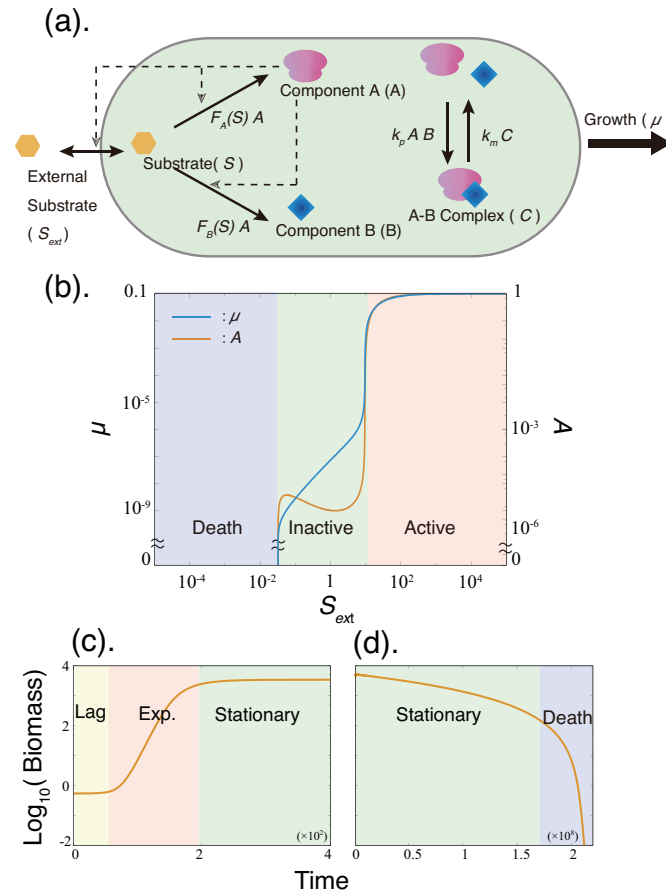 (a).
Component A (A)
F_A(S) A
Growth ( μ
k_p A B
k_m C
Substrate( S )
External
Substrate
( S_ext)
F_B(S) A
Component B (B)
A-B Complex ( C )
(b).
0.1
1
: μ
: A
10^-5
10^-3
μ
A
10^-9
10^-6
Death
Inactive
Active
0
0
10^-4
10^-2
1
10^2
10^4
S_ext
(c).
(d).
4
Lag
Exp.
Stationary
Stationary
Death
2
0
-2
Log10( Biomass)
(×10^2)
(×10^8)
0
2
4
0
1
1.5
2
Time